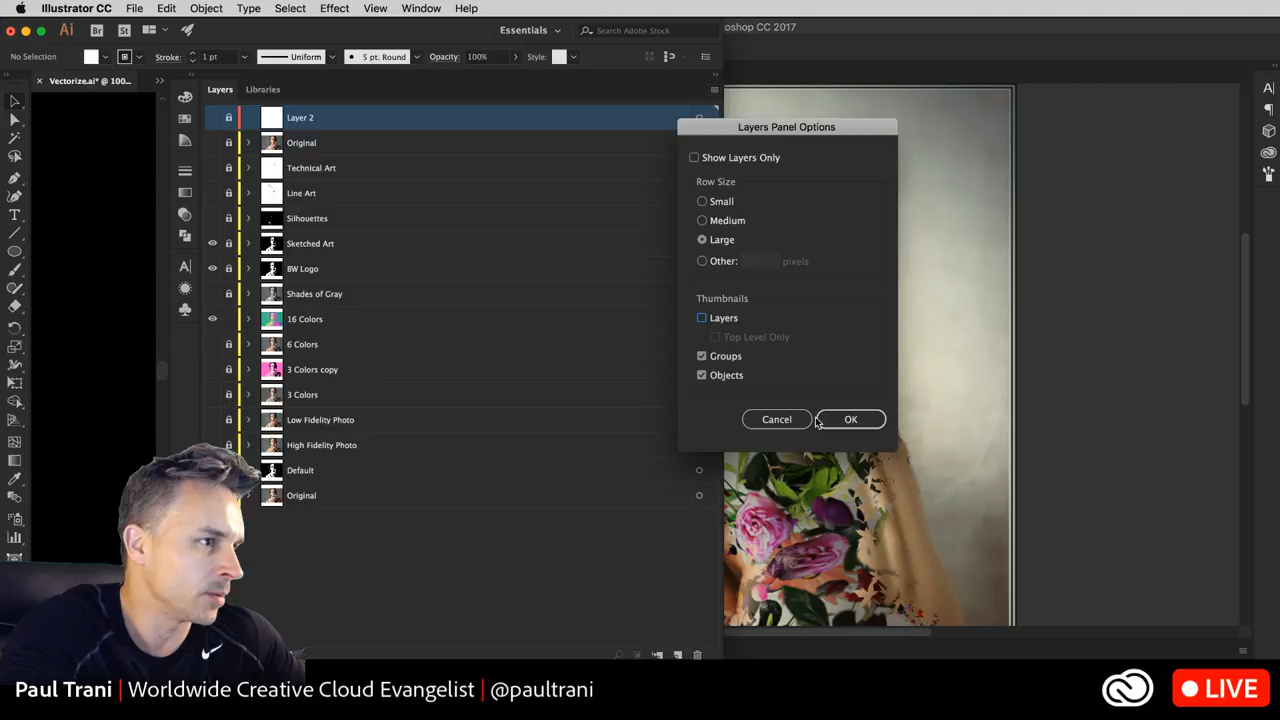 Illustrator CC File Edit Object Type Select Effect View Window Help
Ai Br St Essentials Search Adobe Stock
oshop CC 2017
No Selection Stroke: 1 pt Uniform 5 pt. Round Opacity: 100% Style:
Vectorize.ai* @ 100...
Layers Libraries
Layer 2
Original
Technical Art
Line Art
Silhouettes
Sketched Art
BW Logo
Shades of Gray
16 Colors
6 Colors
3 Colors copy
3 Colors
Low Fidelity Photo
High Fidelity Photo
Default
Original
Layers Panel Options
Show Layers Only
Row Size
Small
Medium
Large
Other: pixels
Thumbnails
Layers
Top Level Only
Groups
Objects
Cancel OK
Paul Trani | Worldwide Creative Cloud Evangelist | @paultrani
LIVE